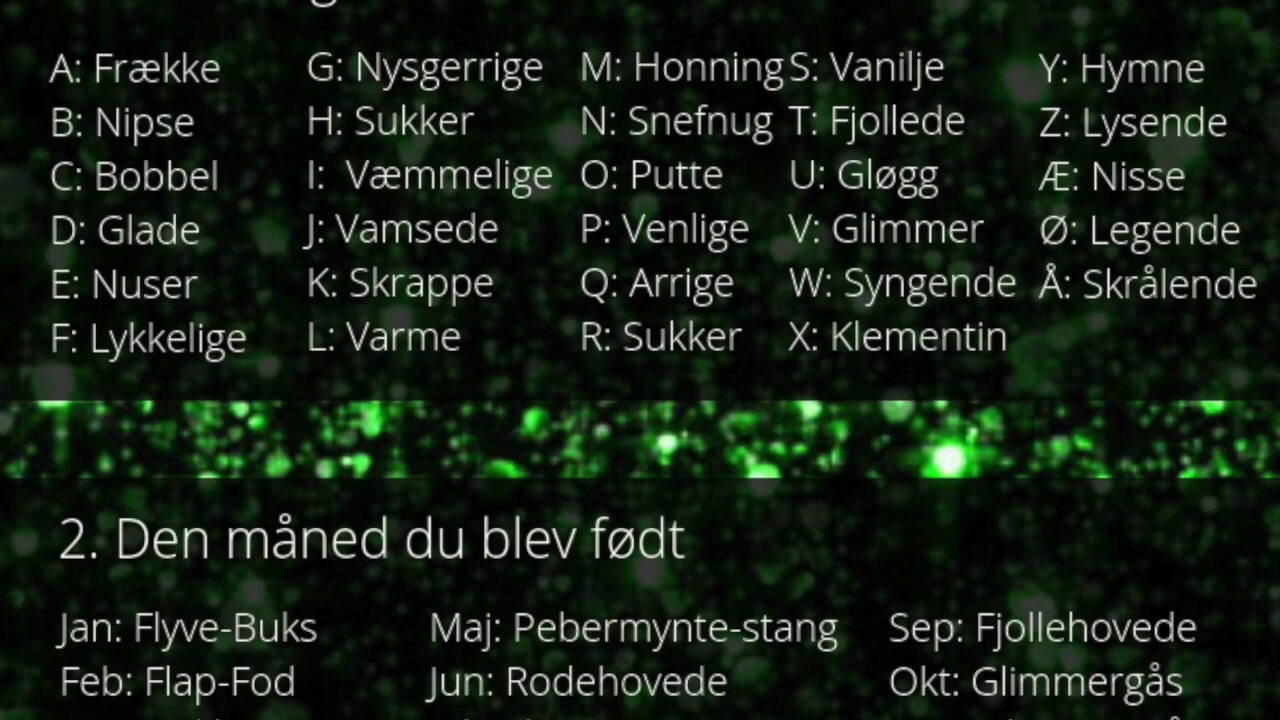 A: Frække
B: Nipse
C: Bobbel
D: Glade
E: Nuser
F: Lykkelige
G: Nysgerrige
H: Sukker
I: Væmmelige
J: Vamsede
K: Skrappe
L: Varme
M: Honning
N: Snefnug
O: Putte
P: Venlige
Q: Arrige
R: Sukker
S: Vanilje
T: Fjollede
U: Gløgg
V: Glimmer
W: Syngende
X: Klementin
Y: Hymne
Z: Lysende
Æ: Nisse
Ø: Legende
Å: Skrålende
2. Den måned du blev født
Jan: Flyve-Buks
Feb: Flap-Fod
Maj: Pebermynte-stang
Jun: Rodehovede
Sep: Fjollehovede
Okt: Glimmergås